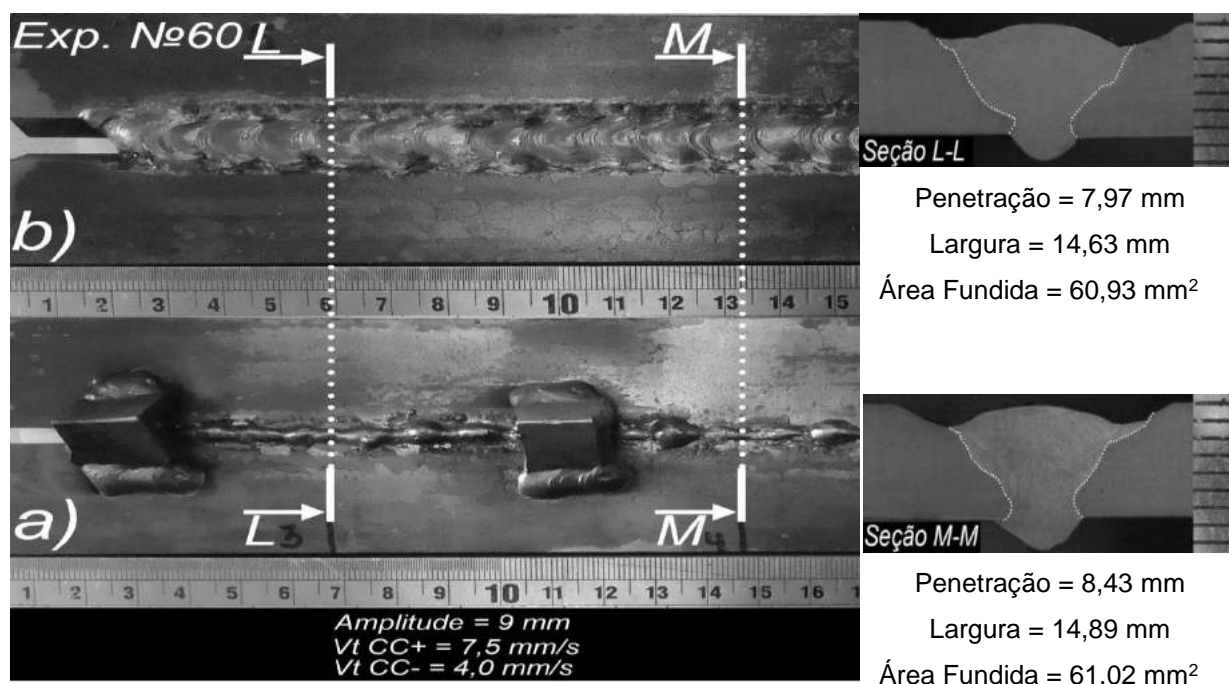 Exp. №60 L
M
b)
1 2 3 4 5 6 7 8 9 10 11 12 13 14 15
a)
L 3
M 4
1 2 3 4 5 6 7 8 9 10 11 12 13 14 15 16 1
Amplitude = 9 mm
Vt CC+ = 7,5 mm/s
Vt CC- = 4,0 mm/s
Seção L-L
Penetração = 7,97 mm
Largura = 14,63 mm
Área Fundida = 60,93 mm²
Seção M-M
Penetração = 8,43 mm
Largura = 14,89 mm
Área Fundida = 61,02 mm²